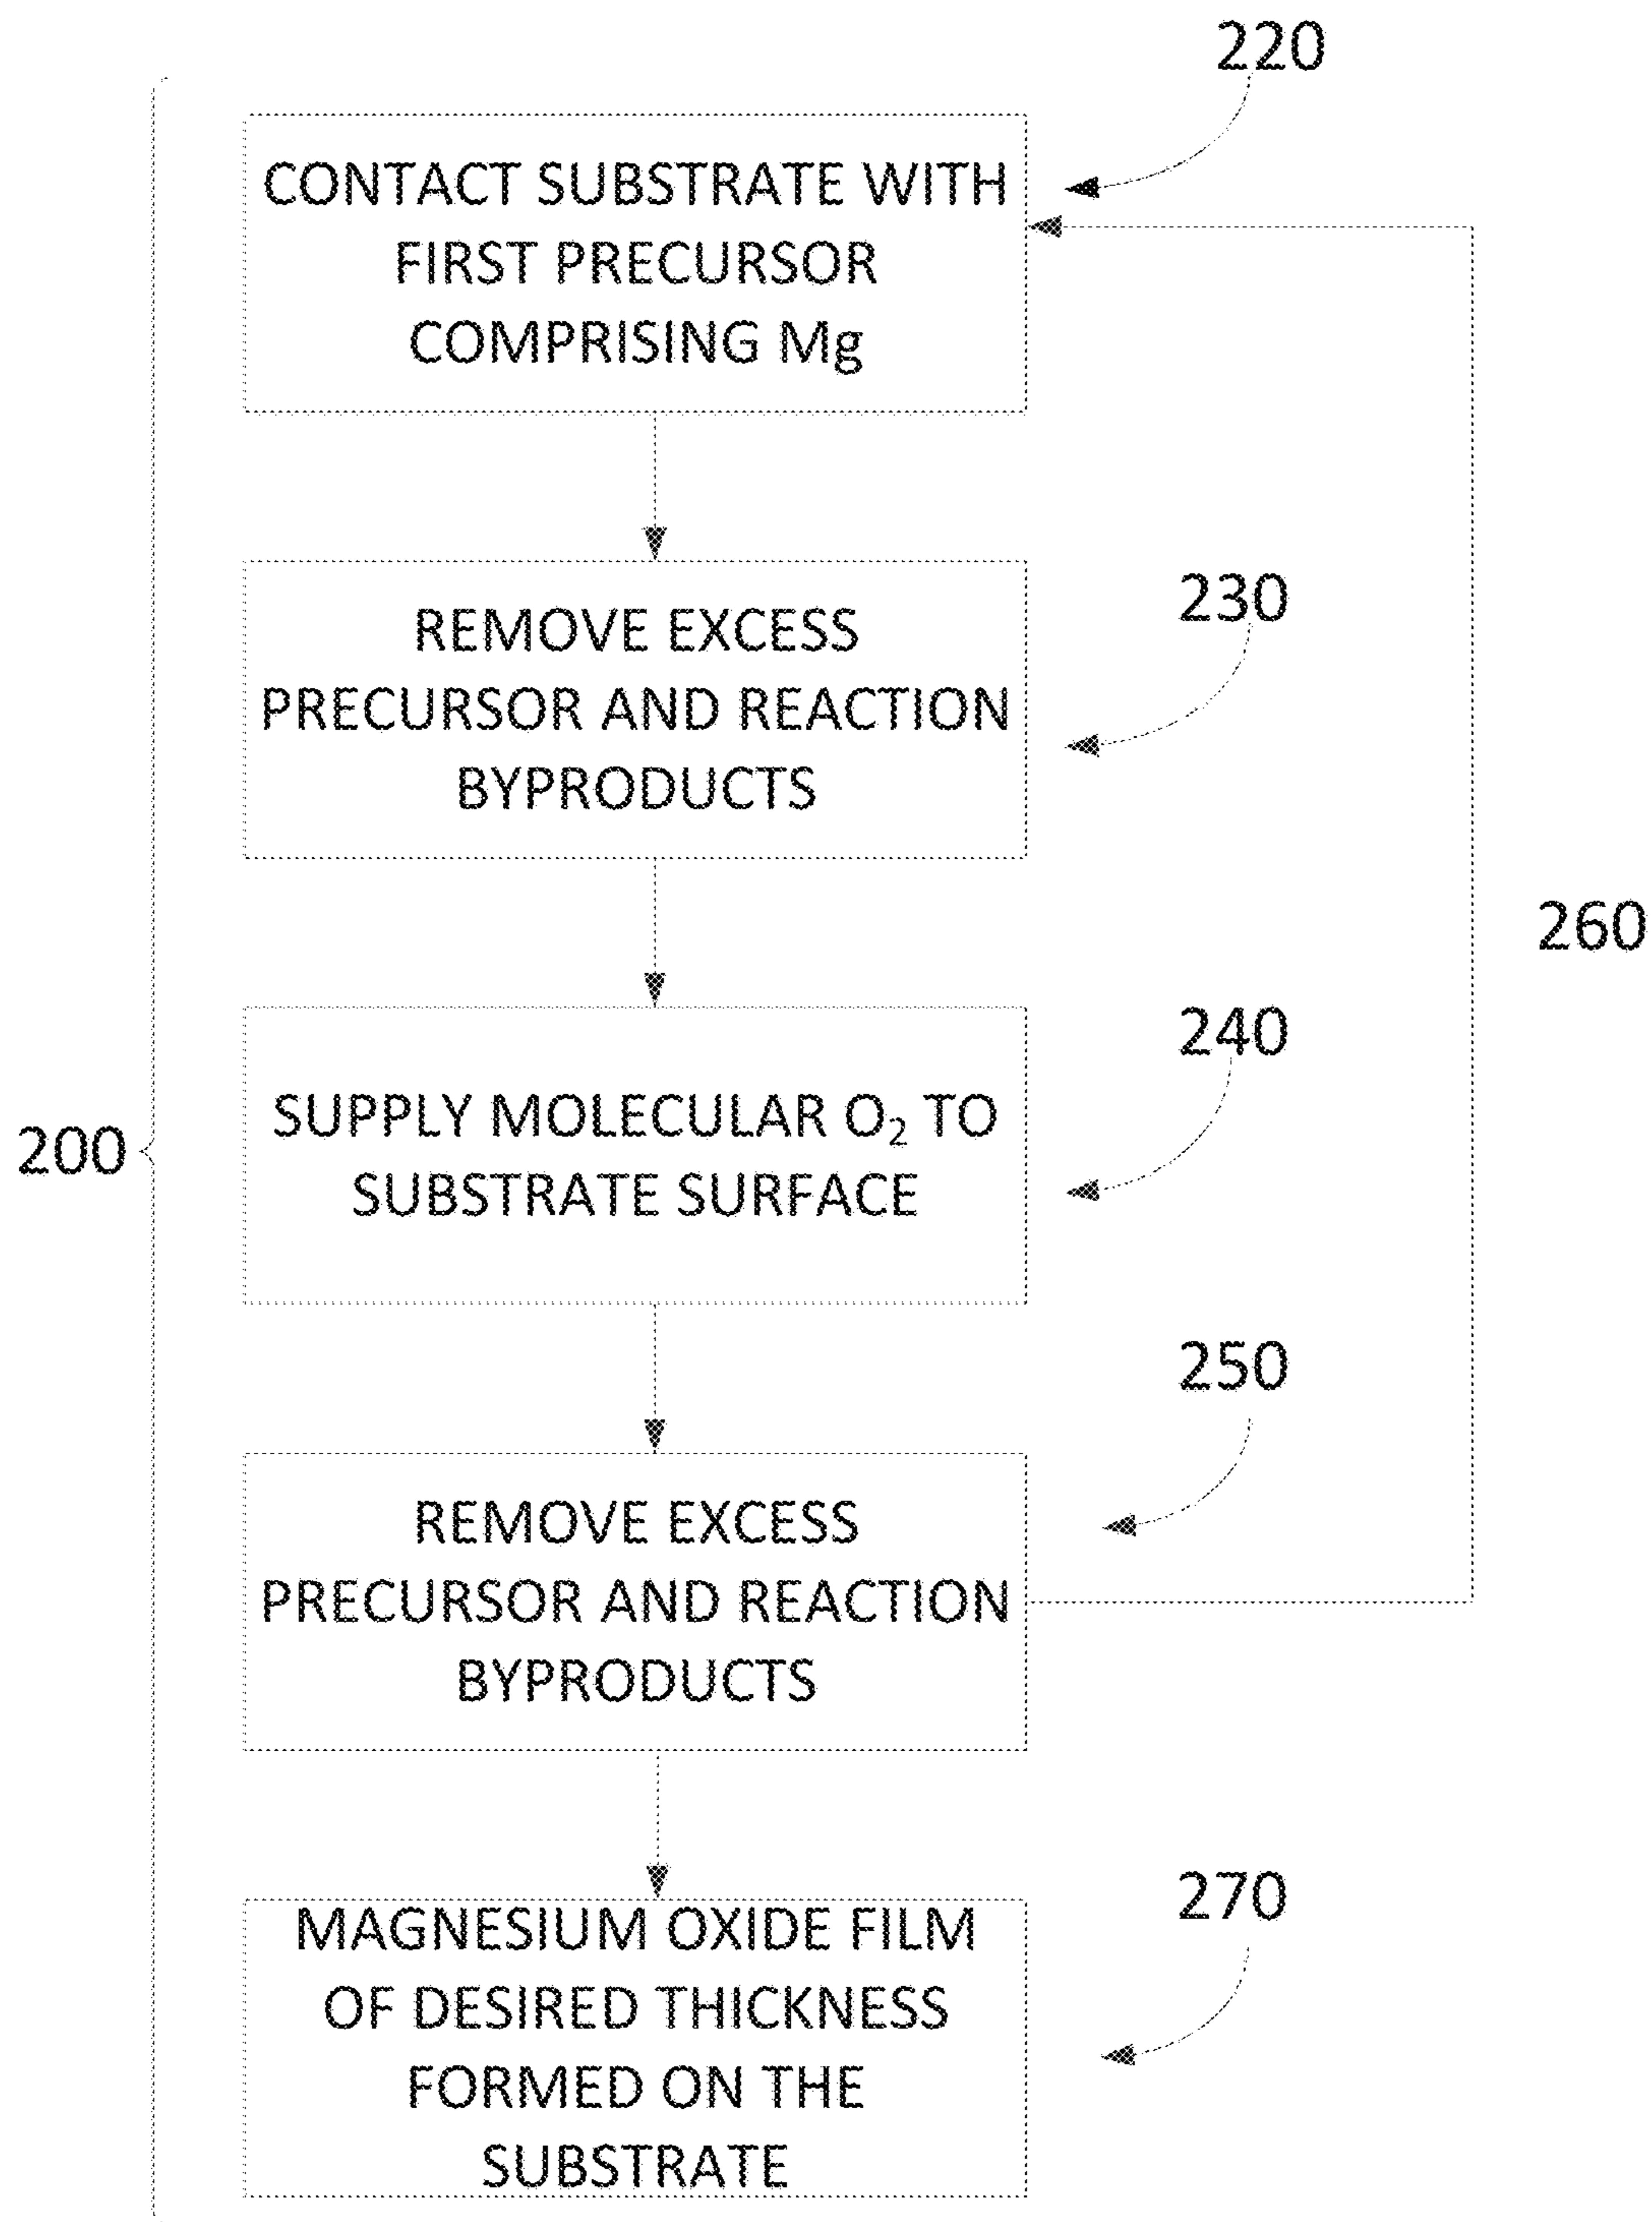 220
CONTACT SUBSTRATE WITH
FIRST PRECURSOR
COMPRISING Mg
230
REMOVE EXCESS
PRECURSOR AND REACTION
BYPRODUCTS
260
240
SUPPLY MOLECULAR O₂ TO
SUBSTRATE SURFACE
200
250
REMOVE EXCESS
PRECURSOR AND REACTION
BYPRODUCTS
270
MAGNESIUM OXIDE FILM
OF DESIRED THICKNESS
FORMED ON THE
SUBSTRATE